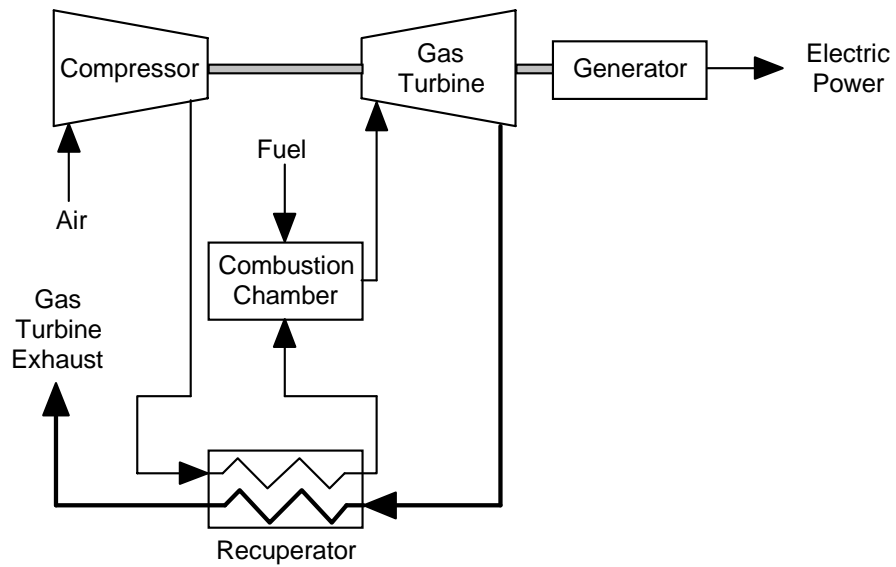 Compressor
Gas
Turbine
Generator
Electric
Power
Air
Fuel
Combustion
Chamber
Gas
Turbine
Exhaust
Recuperator